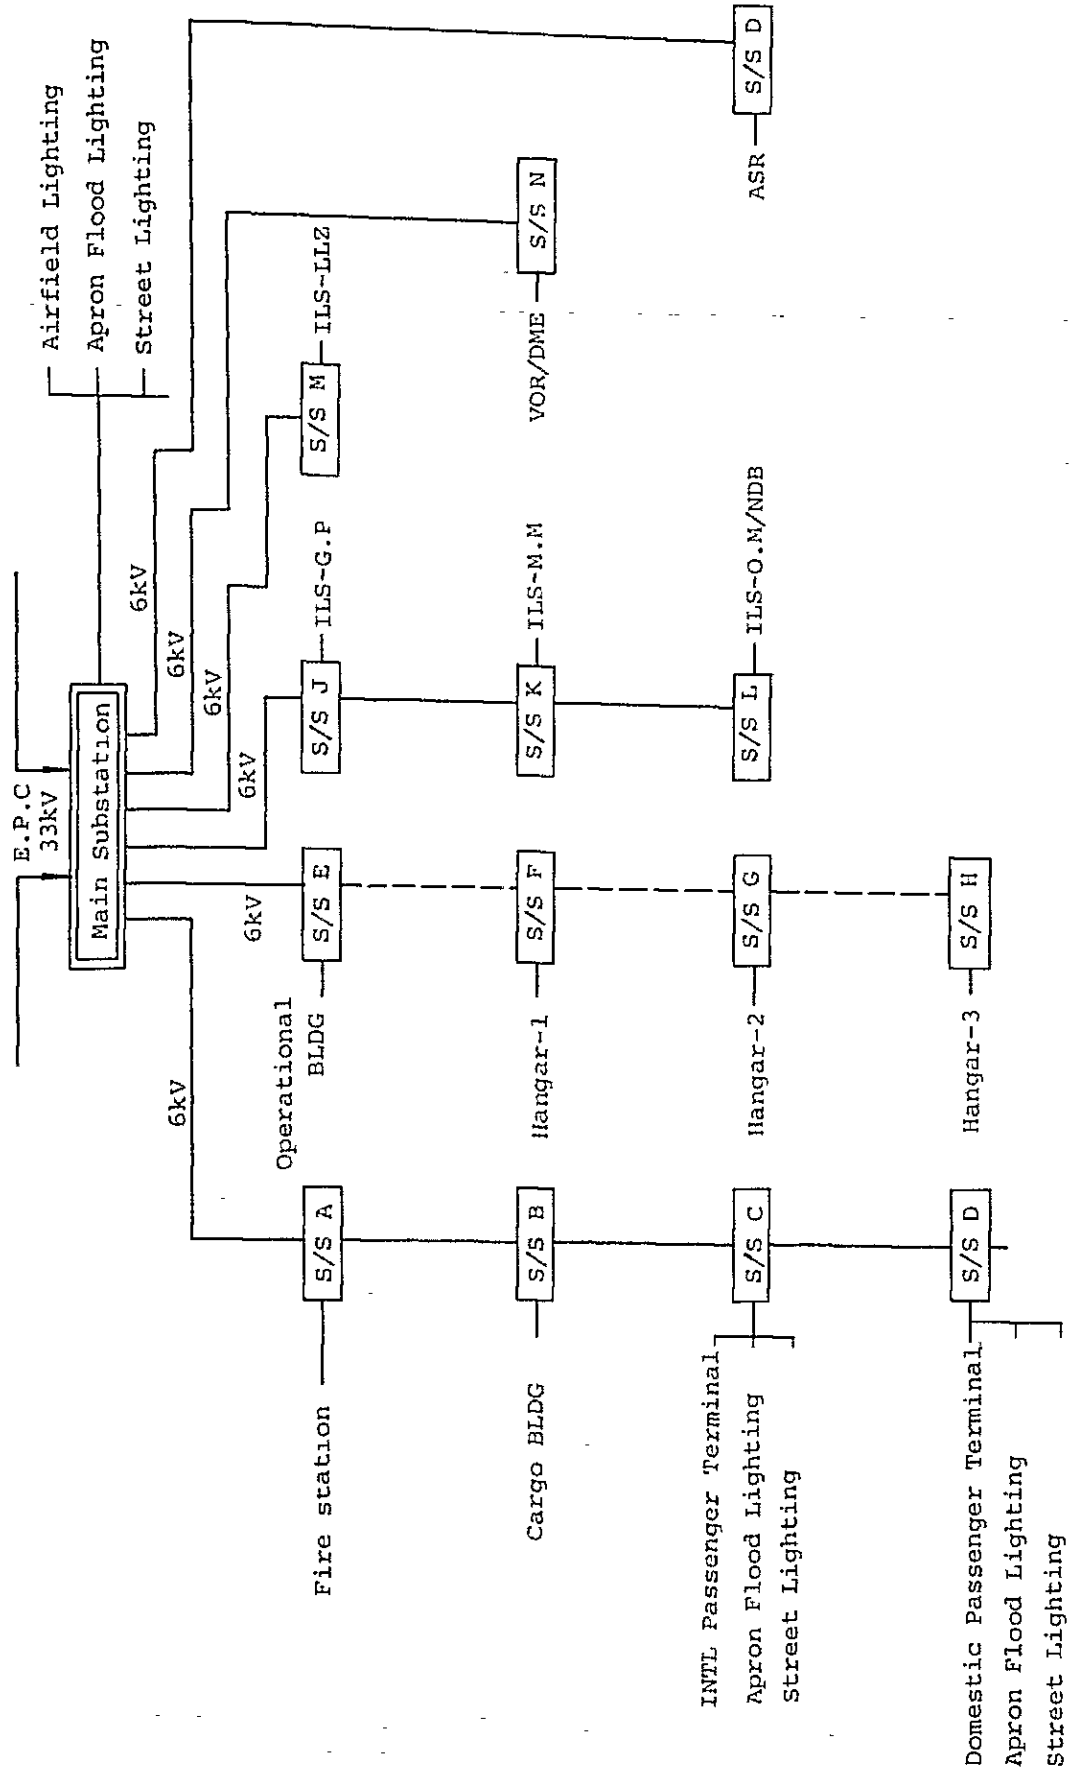 E.P.C
33kV
Main Substation
Airfield Lighting
Apron Flood Lighting
Street Lighting
6kV
6kV
6kV
6kV
6kV
6kV
Fire station
S/S A
Operational
BLDG
S/S E
S/S J
ILS-G.P
S/S M
ILS-LLZ
Cargo BLDG
S/S B
Hangar-1
S/S F
S/S K
ILS-M.M
VOR/DME
S/S N
INTL Passenger Terminal
Apron Flood Lighting
Street Lighting
S/S C
Hangar-2
S/S G
S/S L
ILS-O.M/NDB
ASR
S/S D
Domestic Passenger Terminal
Apron Flood Lighting
Street Lighting
S/S D
Hangar-3
S/S H